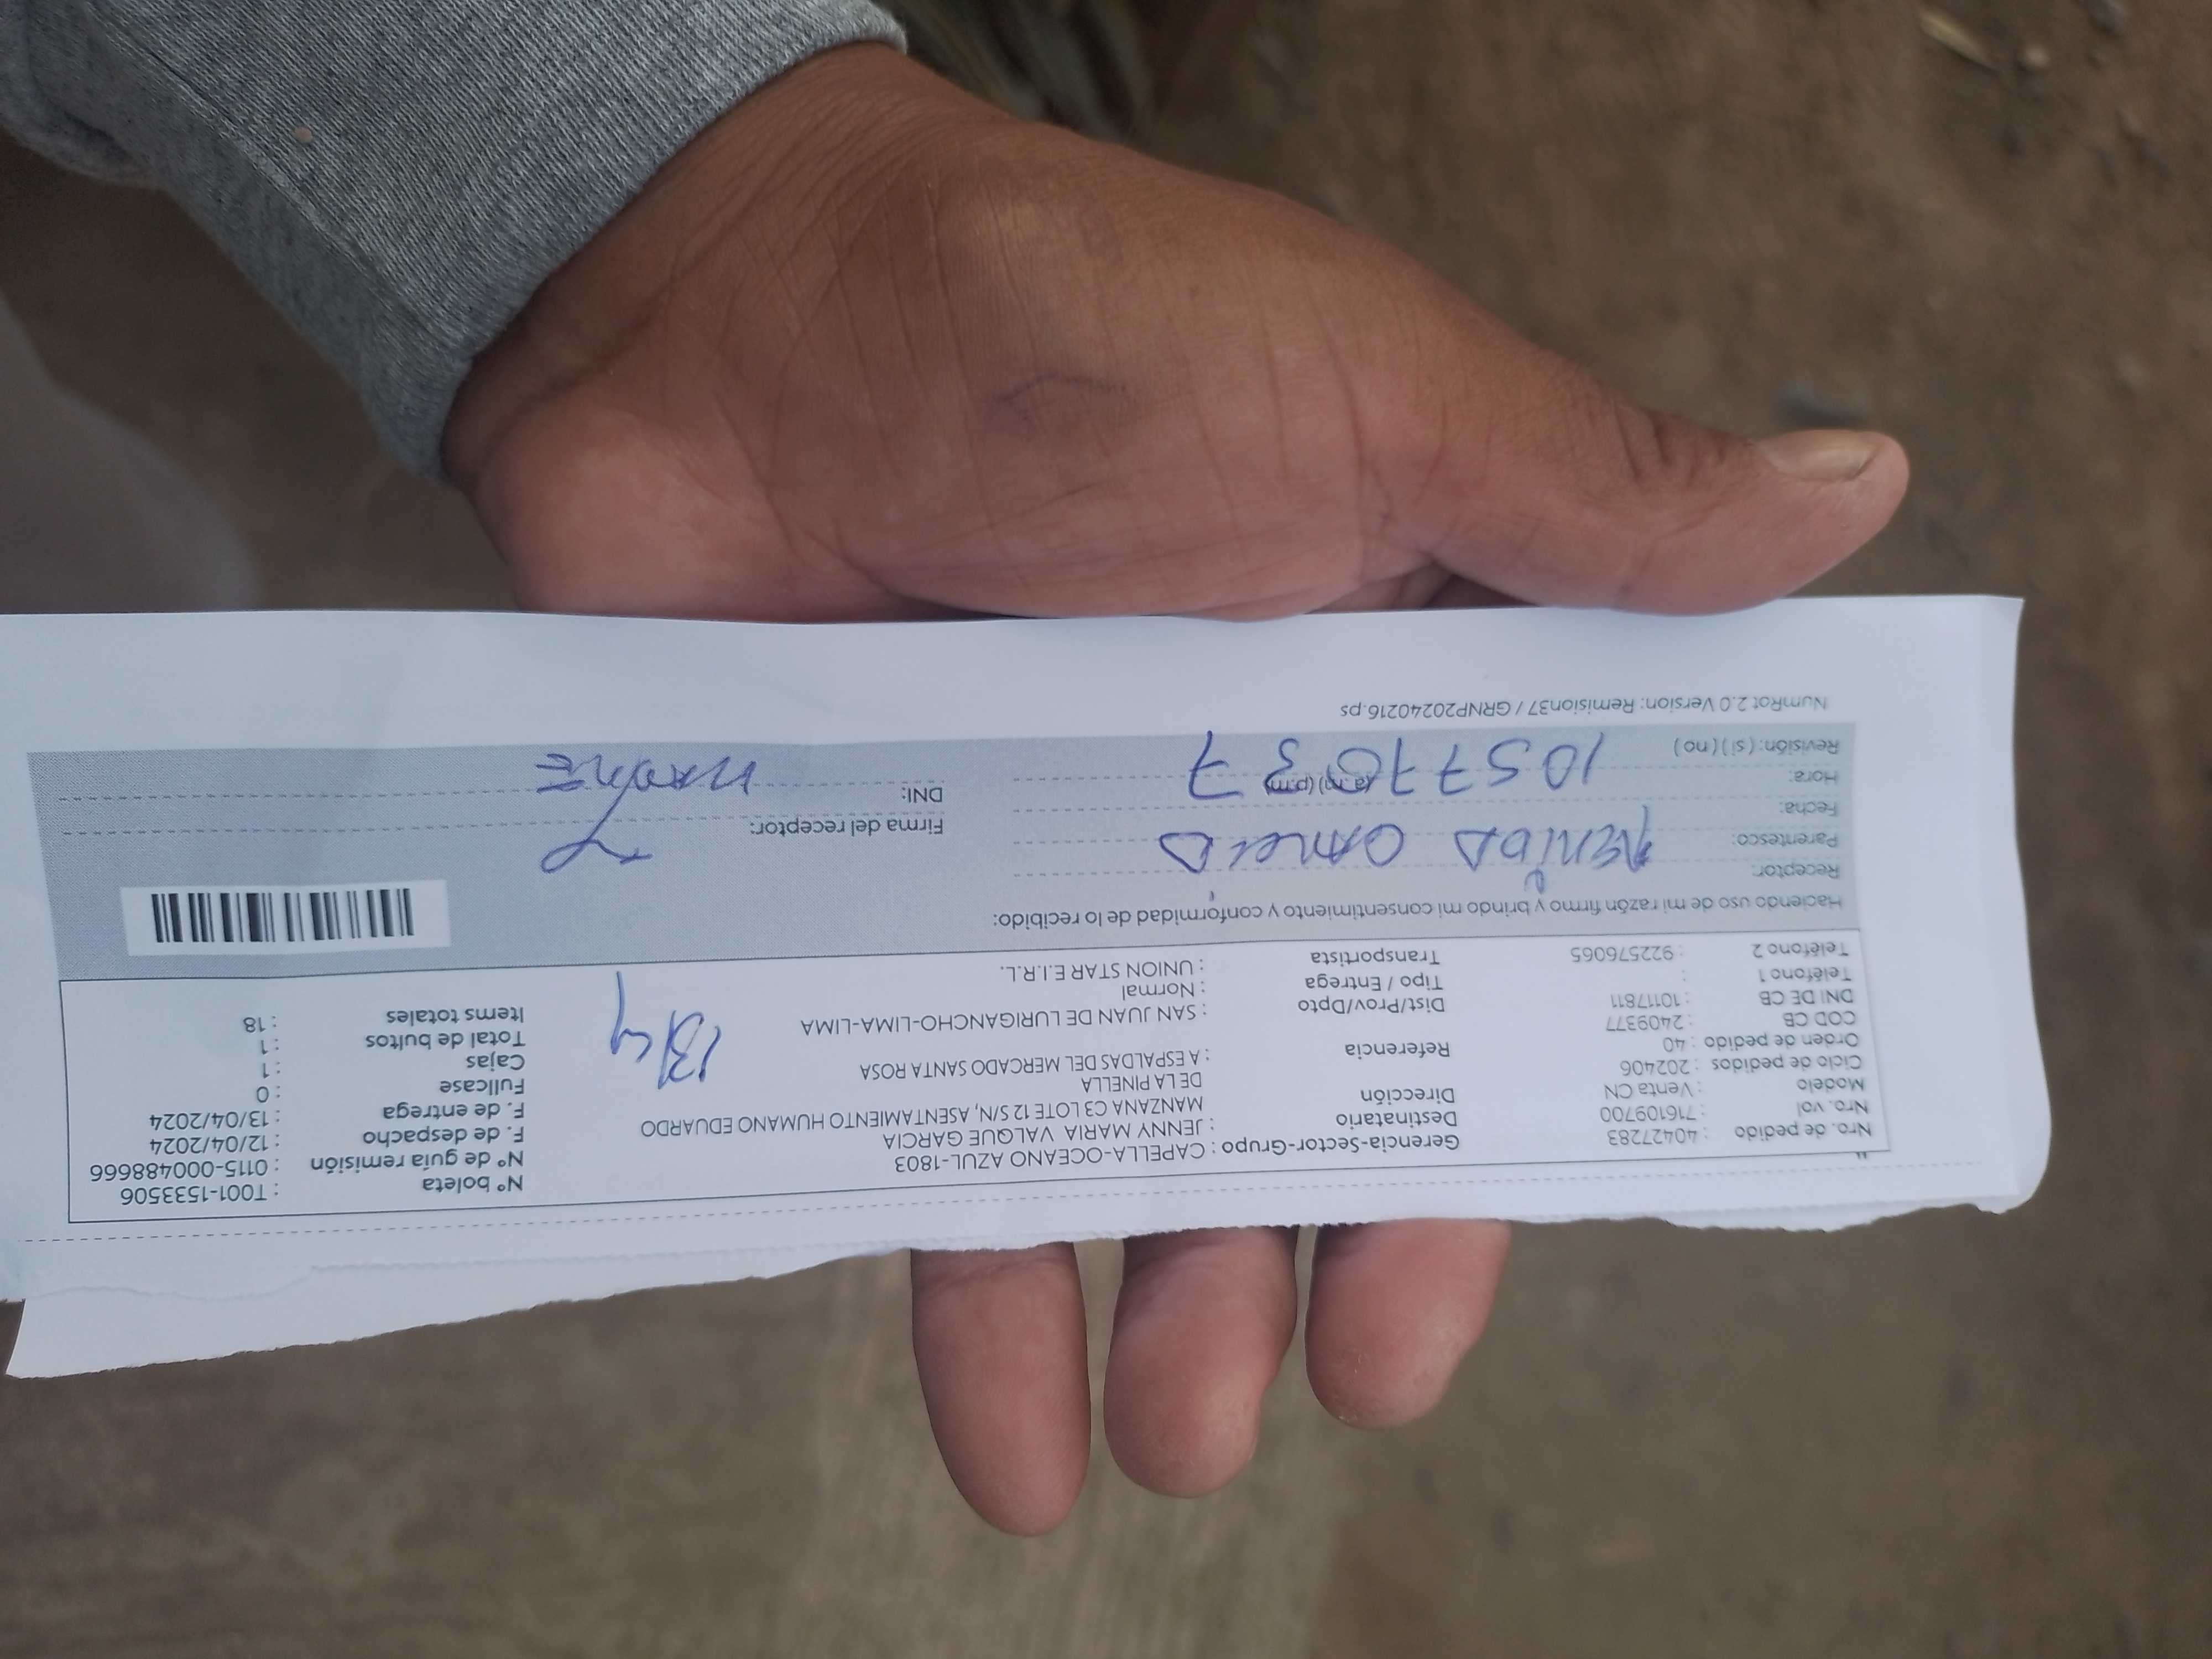 Nro. de pedido : 40427283
Nro. vol : 716109700
Modelo : Venta CN
Ciclo de pedidos : 202406
Orden de pedido : 40
COD CB : 2409377
DNI DE CB : 10117811
Teléfono 1 :
Teléfono 2 : 922576065
Gerencia-Sector-Grupo : CAPELLA-OCEANO AZUL-1803
Destinatario : JENNY MARIA VALQUE GARCIA
Dirección MANZANA C3 LOTE 12 S/N, ASENTAMIENTO HUMANO EDUARDO
DE LA PINELLA
Referencia : A ESPALDAS DEL MERCADO SANTA ROSA
Dist/Prov/Dpto : SAN JUAN DE LURIGANCHO-LIMA-LIMA
Tipo / Entrega : Normal
Transportista : UNION STAR E.I.R.L.
13/4
N° boleta : T001-1533506
N° de guía remisión : 0115-000488666
F. de despacho : 12/04/2024
F. de entrega : 13/04/2024
Fullcase : 0
Cajas : 1
Total de bultos : 1
Items totales : 18
Haciendo uso de mi razón firmo y brindo mi consentimiento y conformidad de lo recibido:
Receptor:
Parentesco:
Fecha:
Hora: (a.m) (p.m)
Revisión: ( si ) ( no )
Firma del receptor:
DNI:
MADRE
NumRot 2.0 Version: Remision37 / GRNP20240216.ps